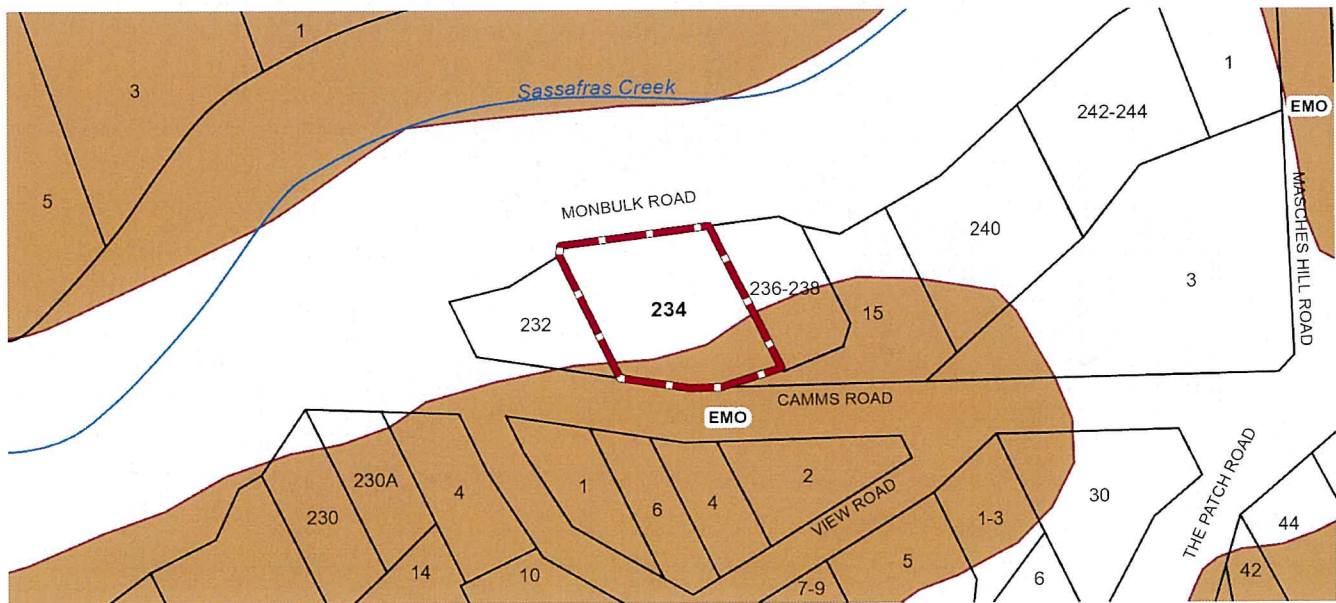 1
3
Sassafras Creek
1
242-244
EMO
5
MONBULK ROAD
MASCHES HILL ROAD
240
236-238
3
232
234
15
CAMMS ROAD
EMO
230A
4
1
6
4
2
VIEW ROAD
230
1-3
30
THE PATCH ROAD
44
14
10
5
7-9
6
42